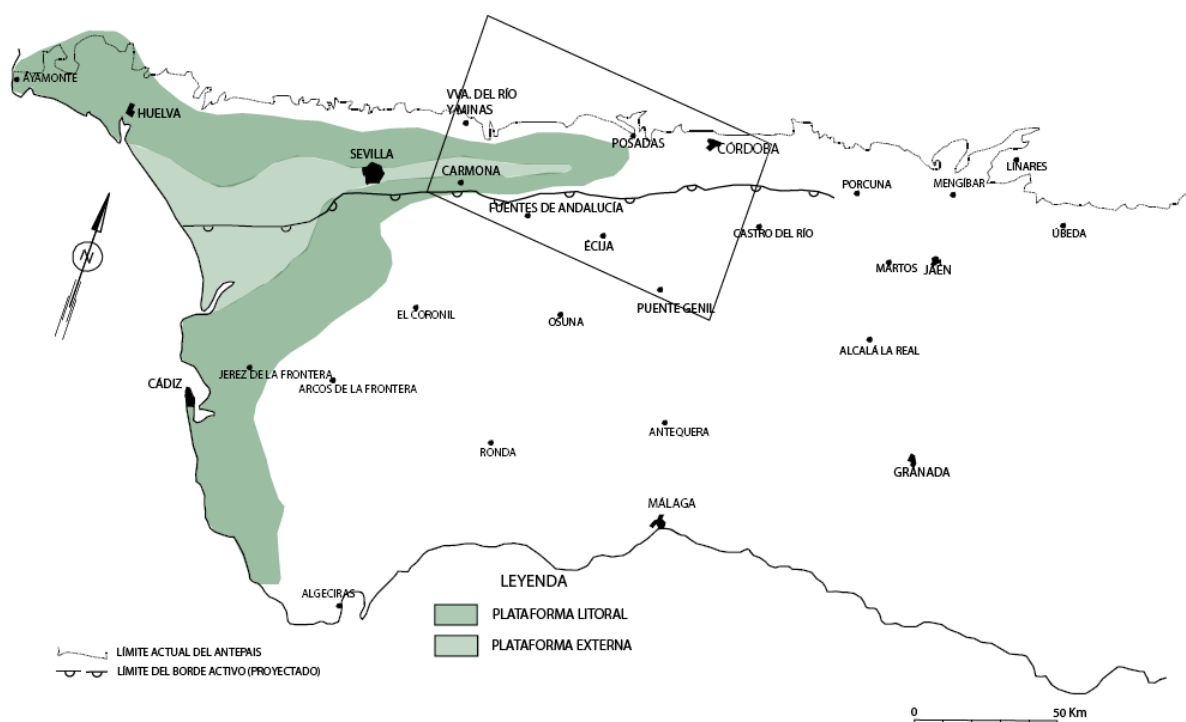 AYAMONTE
HUELVA
VVA. DEL RÍO
Y MINAS
POSADAS
CÓRDOBA
LINARES
SEVILLA
CARMONA
PORCUNA
MENGÍBAR
FUENTES DE ANDALUCÍA
CASTRO DEL RÍO
ÚBEDA
N
ÉCIJA
MARTOS
JAÉN
EL CORONIL
OSUNA
PUENTE GENIL
ALCALÁ LA REAL
CÁDIZ
JEREZ DE LA FRONTERA
ARCOS DE LA FRONTERA
RONDA
ANTEQUERA
GRANADA
MÁLAGA
ALGECIRAS
LEYENDA
PLATAFORMA LITORAL
PLATAFORMA EXTERNA
LÍMITE ACTUAL DEL ANTEPAIS
LÍMITE DEL BORDE ACTIVO (PROYECTADO)
0 50 Km